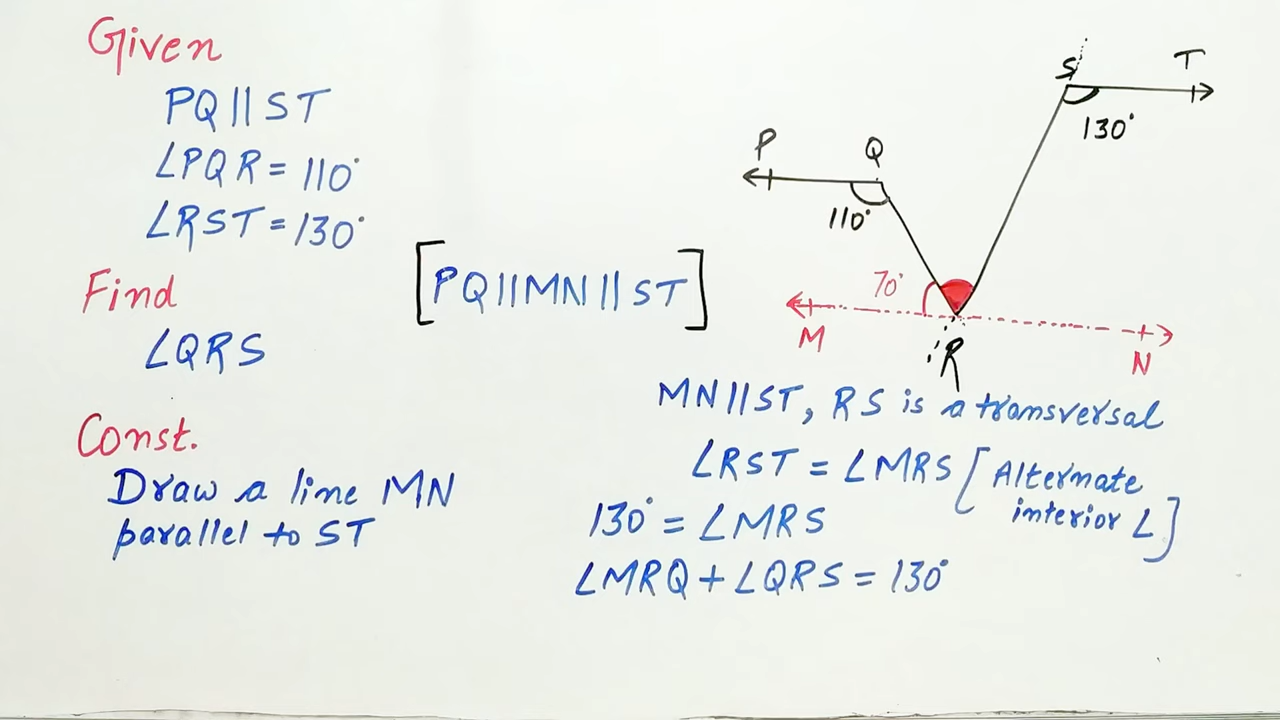 Given
PQ||ST
∠PQR = 110°
∠RST = 130°
Find
∠QRS
Const.
Draw a line MN
parallel to ST
[PQ||MN||ST]
P
Q
110°
S
T
130°
70°
M
R
N
MN||ST, RS is a transversal
∠RST = ∠MRS [Alternate
interior ∠]
130° = ∠MRS
∠MRQ + ∠QRS = 130°